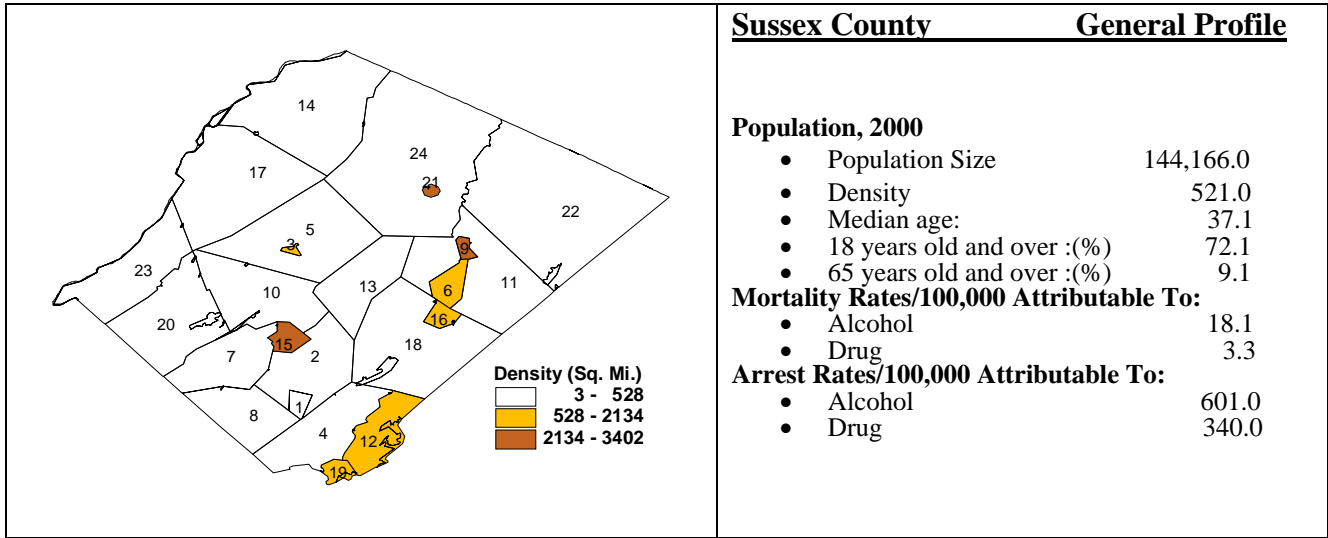 14
24
17
21
22
5
3
9
23
13
11
10
6
16
20
15
18
7
2
Density (Sq. Mi.)
3 - 528
528 - 2134
2134 - 3402
1
8
4
12
19
Sussex County General Profile
Population, 2000
• Population Size 144,166.0
• Density 521.0
• Median age: 37.1
• 18 years old and over :(%) 72.1
• 65 years old and over :(%) 9.1
Mortality Rates/100,000 Attributable To:
• Alcohol 18.1
• Drug 3.3
Arrest Rates/100,000 Attributable To:
• Alcohol 601.0
• Drug 340.0